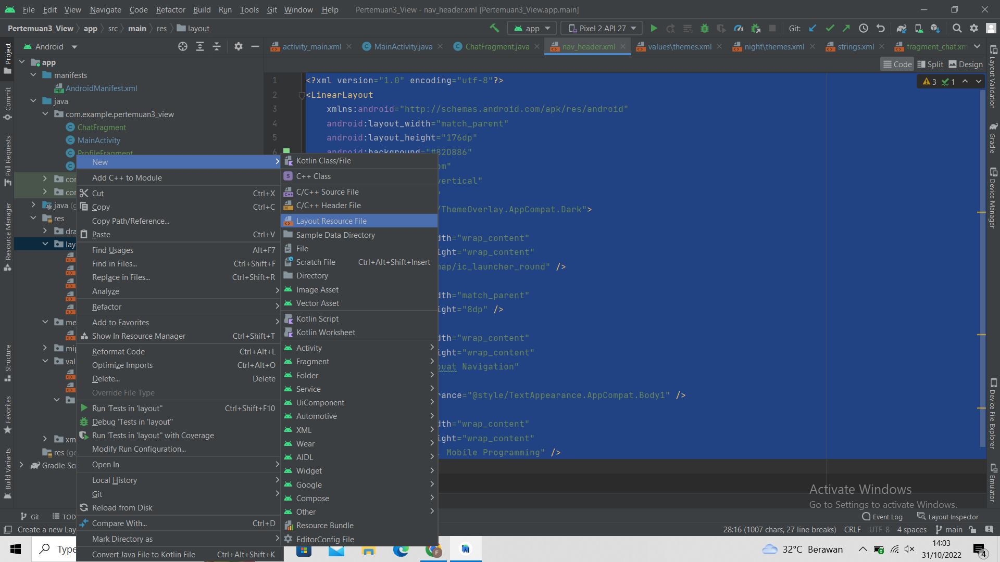 File Edit View Navigate Code Refactor Build Run Tools Git Window Help Pertemuan3_View - nav_header.xml [Pertemuan3_View.app.main]
Pertemuan3_View app src main res layout app Pixel 2 API 27 Git:
Project Android activity_main.xml MainActivity.java ChatFragment.java nav_header.xml values\themes.xml night\themes.xml strings.xml fragment_chat.xm
Code Split Design
app
manifests
AndroidManifest.xml
java
com.example.pertemuan3_view
ChatFragment
MainActivity
ProfileFragment
cor
cor
java (g
res
dra
laye
me
mip
val
xm
res (ge
Gradle Scr
Commit
Pull Requests
Resource Manager
Structure
Favorites
Build Variants
1 <?xml version="1.0" encoding="utf-8"?>
2 <LinearLayout
3 xmlns:android="http://schemas.android.com/apk/res/android"
4 android:layout_width="match_parent"
5 android:layout_height="176dp"
6 android:background="#82D886"
om"
vertical"
"
/ThemeOverlay.AppCompat.Dark">
dth="wrap_content"
ight="wrap_content"
map/ic_launcher_round" />
dth="match_parent"
ight="8dp" />
dth="wrap_content"
ight="wrap_content"
buat Navigation"
rance="@style/TextAppearance.AppCompat.Body1" />
dth="wrap_content"
ight="wrap_content"
. Mobile Programming" />
3 1
New
Add C++ to Module
Cut Ctrl+X
Copy Ctrl+C
Copy Path/Reference...
Paste Ctrl+V
Find Usages Alt+F7
Find in Files... Ctrl+Shift+F
Replace in Files... Ctrl+Shift+R
Analyze
Refactor
Add to Favorites
Show In Resource Manager Ctrl+Shift+T
Reformat Code Ctrl+Alt+L
Optimize Imports Ctrl+Alt+O
Delete... Delete
Override File Type
Run 'Tests in 'layout'' Ctrl+Shift+F10
Debug 'Tests in 'layout''
Run 'Tests in 'layout'' with Coverage
Modify Run Configuration...
Open In
Local History
Git
Reload from Disk
Compare With... Ctrl+D
Mark Directory as
Convert Java File to Kotlin File Ctrl+Alt+Shift+K
Kotlin Class/File
C++ Class
C/C++ Source File
C/C++ Header File
Layout Resource File
Sample Data Directory
File
Scratch File Ctrl+Alt+Shift+Insert
Directory
Image Asset
Vector Asset
Kotlin Script
Kotlin Worksheet
Activity
Fragment
Folder
Service
UiComponent
Automotive
XML
Wear
AIDL
Widget
Google
Compose
Other
Resource Bundle
EditorConfig File
Layout Validation
Gradle
Device Manager
Device File Explorer
Emulator
Activate Windows
Go to Settings to activate Windows.
Git TOD Event Log Layout Inspector
Create a new Lay 28:16 (1007 chars, 27 line breaks) CRLF UTF-8 4 spaces main
Type 32°C Berawan 14:03
31/10/2022 4